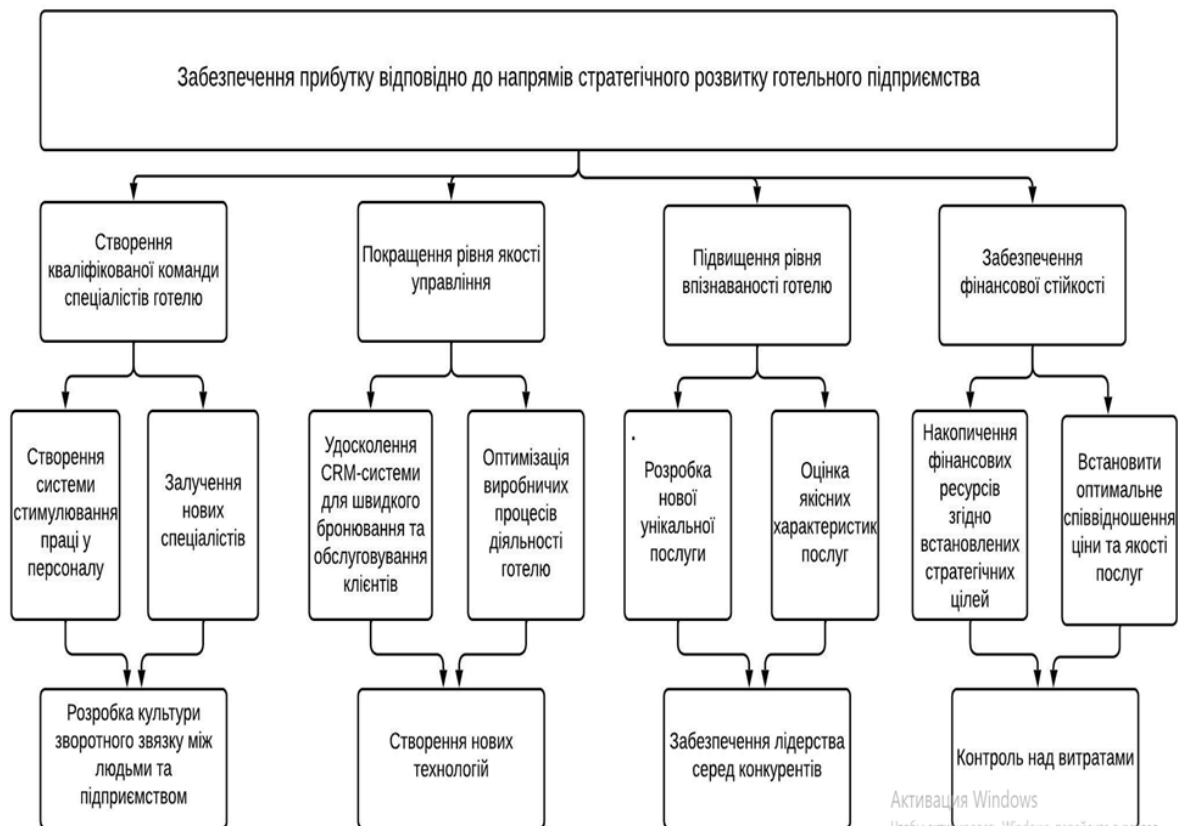 Забезпечення прибутку відповідно до напрямів стратегічного розвитку готельного підприємства
Створення
кваліфікованої команди
спеціалістів готелю
Покращення рівня якості
управління
Підвищення рівня
впізнаваності готелю
Забезпечення
фінансової стійкості
Створення
системи
стимулювання
праці у
персоналу
Залучення
нових
спеціалістів
Удосколення
CRM-системи
для швидкого
бронювання та
обслуговування
клієнтів
Оптимізація
виробничих
процесів
діяльності
готелю
Розробка
нової
унікальної
послуги
Оцінка
якісних
характеристик
послуг
Накопичення
фінансових
ресурсів
згідно
встановлених
стратегічних
цілей
Встановити
оптимальне
співвідношення
ціни та якості
послуг
Розробка культури
зворотного звязку між
людьми та
підприємством
Створення нових
технологій
Забезпечення лідерства
серед конкурентів
Контроль над витратами
Активация Windows